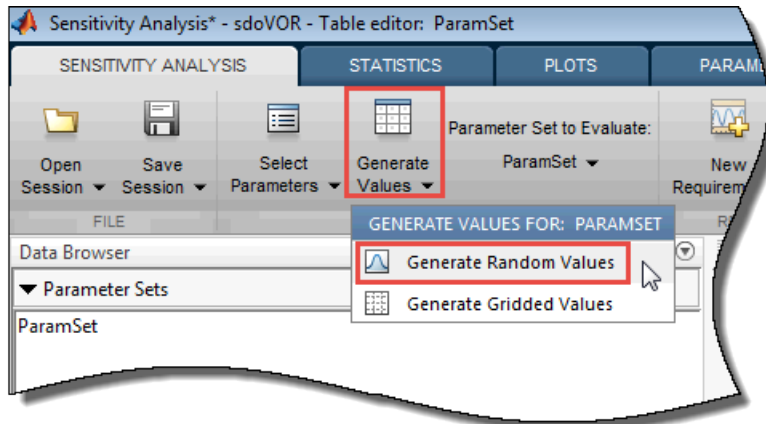 Sensitivity Analysis* - sdoVOR - Table editor: ParamSet
SENSITIVITY ANALYSIS STATISTICS PLOTS
Open Session Save Session Select Parameters Generate Values Parameter Set to Evaluate: ParamSet New
FILE
GENERATE VALUES FOR: PARAMSET
Data Browser
Generate Random Values
Parameter Sets
Generate Gridded Values
ParamSet